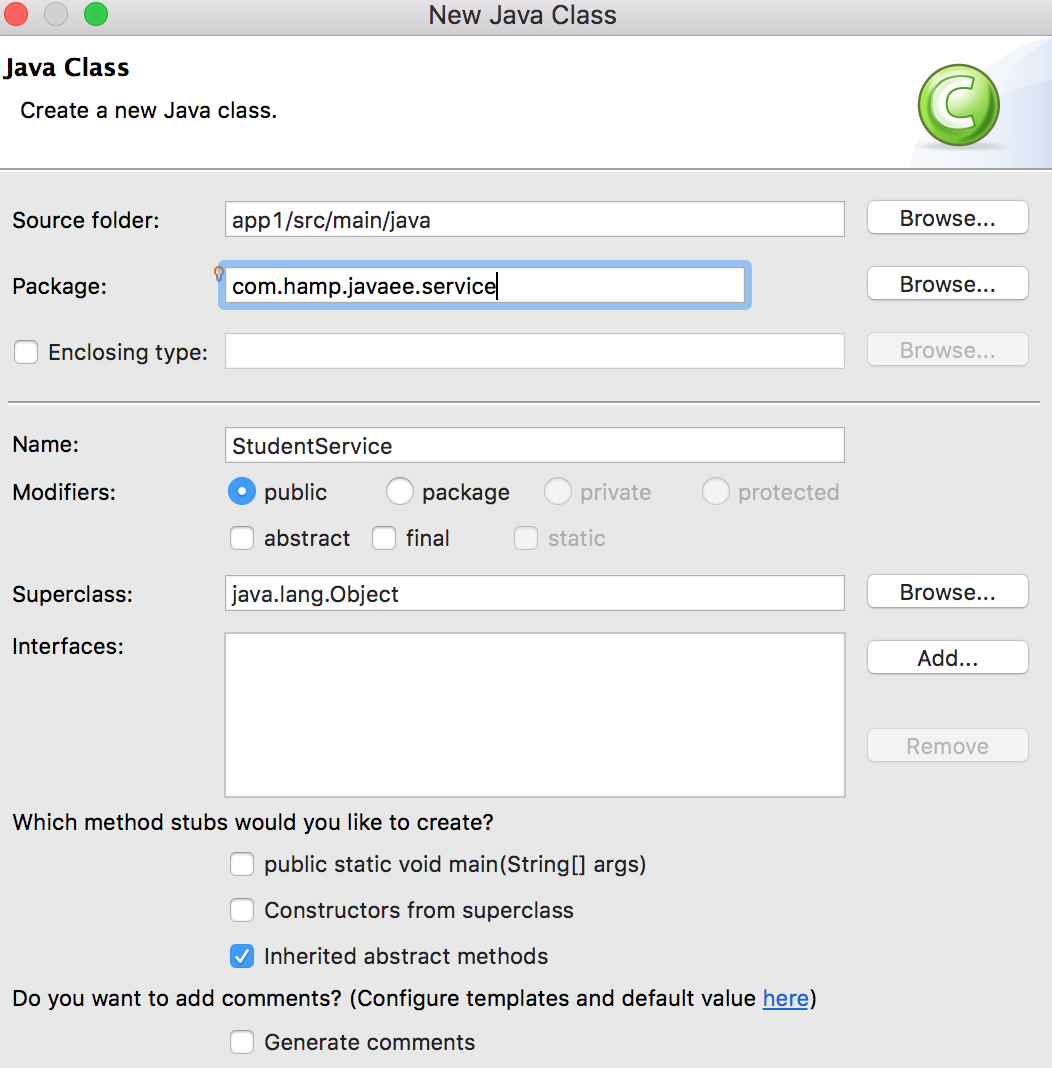 New Java Class
Java Class
Create a new Java class.
C
Source folder: app1/src/main/java Browse...
Package: com.hamp.javaee.service Browse...
Enclosing type: Browse...
Name: StudentService
Modifiers: public package private protected
abstract final static
Superclass: java.lang.Object Browse...
Interfaces: Add...
Remove
Which method stubs would you like to create?
public static void main(String[] args)
Constructors from superclass
Inherited abstract methods
Do you want to add comments? (Configure templates and default value here)
Generate comments